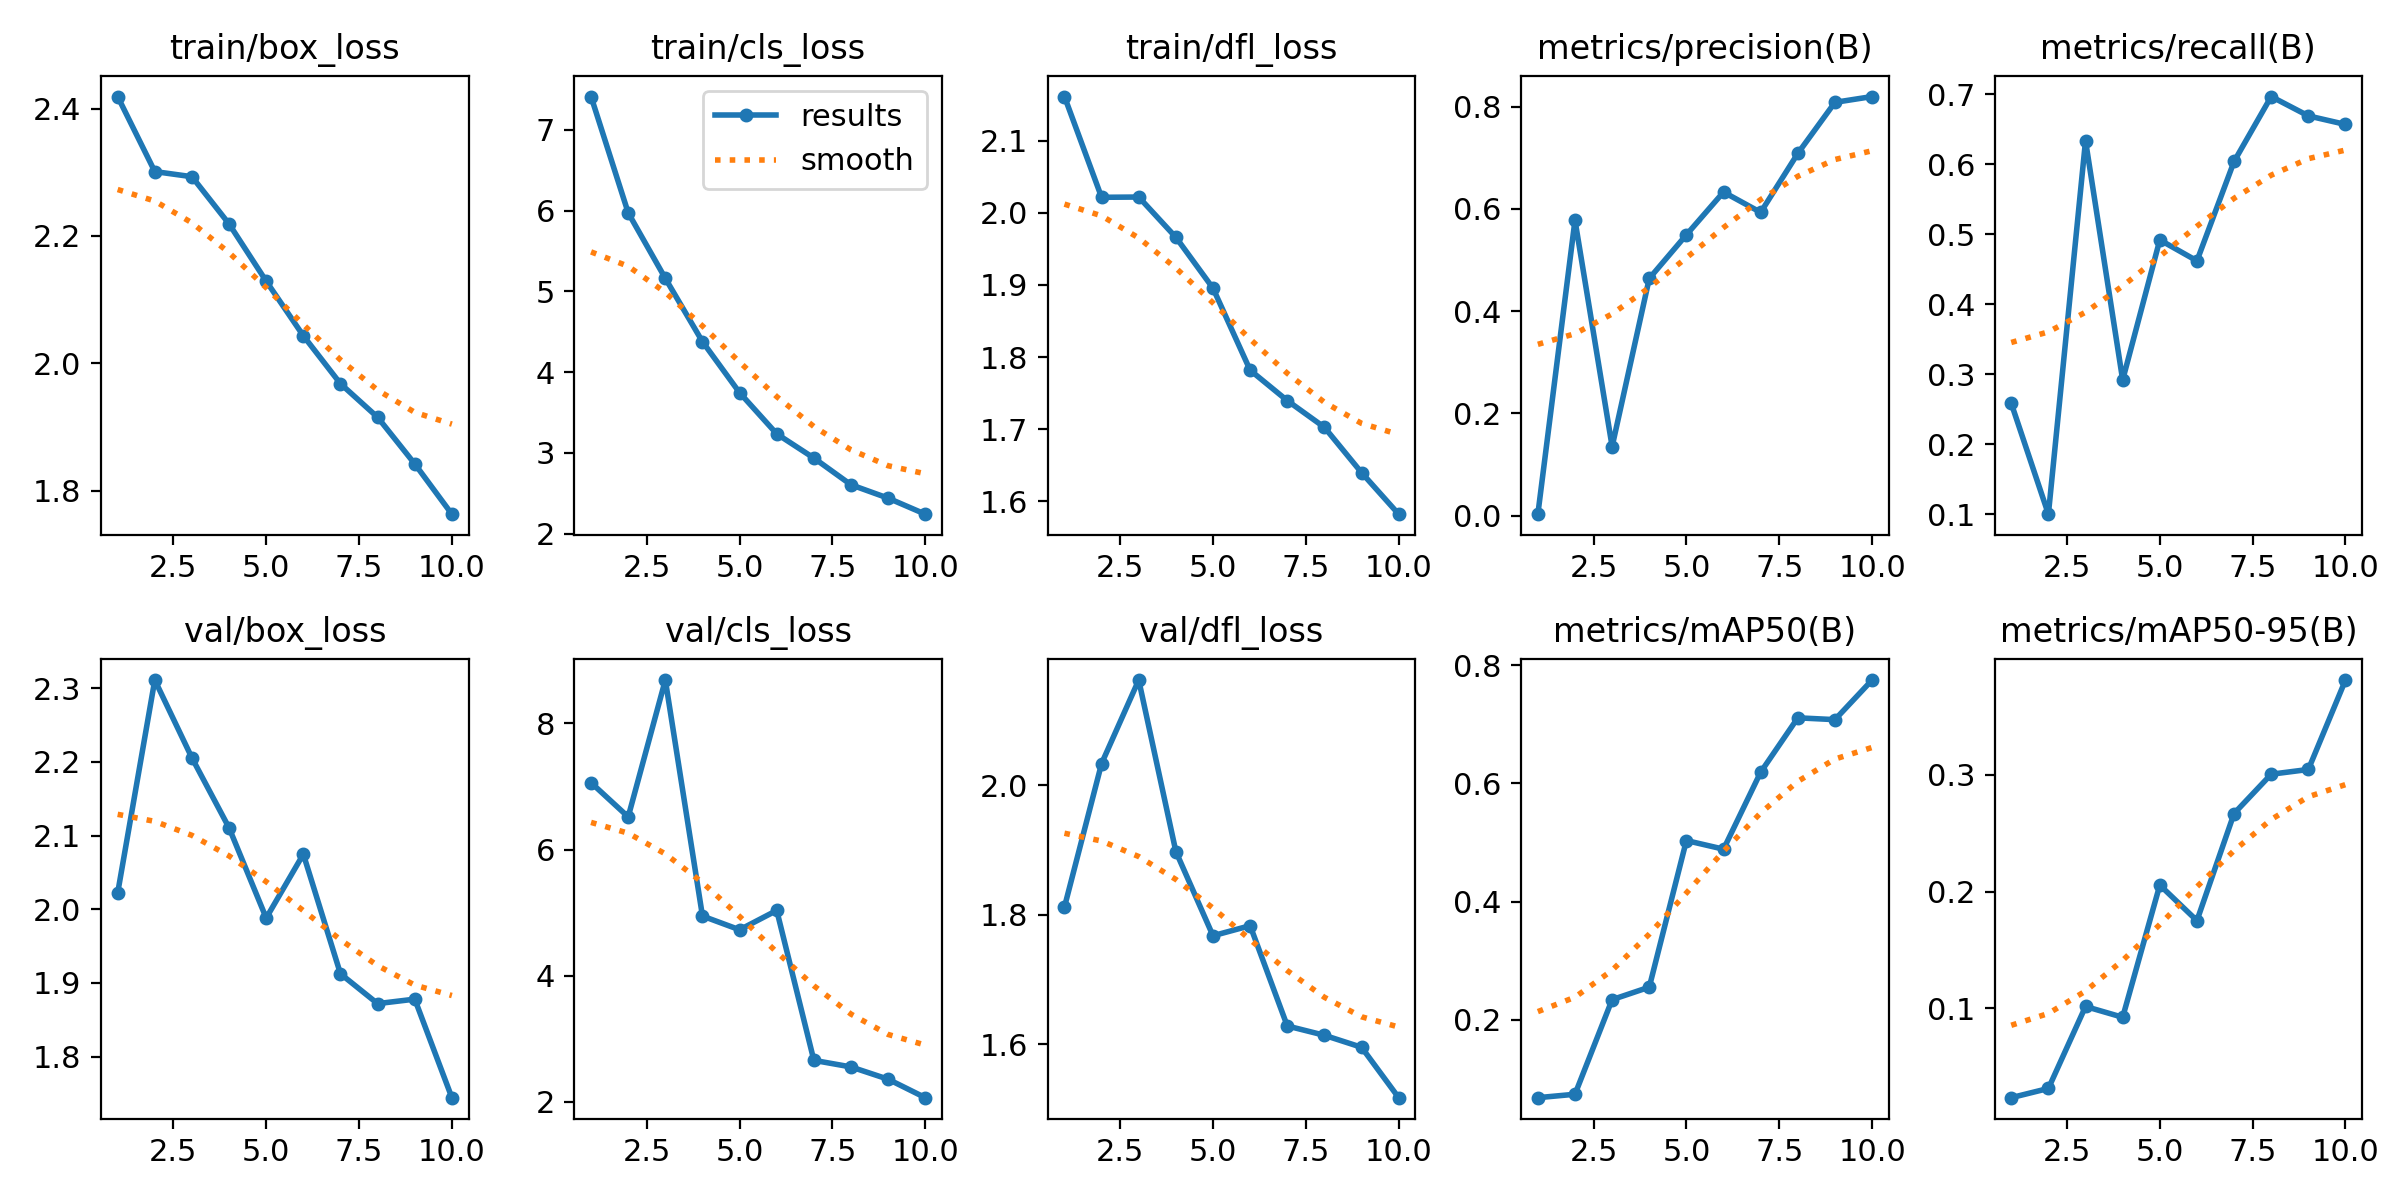 train/box_loss
2.4
2.2
2.0
1.8
2.5 5.0 7.5 10.0
train/cls_loss
results
smooth
7
6
5
4
3
2
2.5 5.0 7.5 10.0
train/dfl_loss
2.1
2.0
1.9
1.8
1.7
1.6
2.5 5.0 7.5 10.0
metrics/precision(B)
0.8
0.6
0.4
0.2
0.0
2.5 5.0 7.5 10.0
metrics/recall(B)
0.7
0.6
0.5
0.4
0.3
0.2
0.1
2.5 5.0 7.5 10.0
val/box_loss
2.3
2.2
2.1
2.0
1.9
1.8
2.5 5.0 7.5 10.0
val/cls_loss
8
6
4
2
2.5 5.0 7.5 10.0
val/dfl_loss
2.0
1.8
1.6
2.5 5.0 7.5 10.0
metrics/mAP50(B)
0.8
0.6
0.4
0.2
2.5 5.0 7.5 10.0
metrics/mAP50-95(B)
0.3
0.2
0.1
2.5 5.0 7.5 10.0